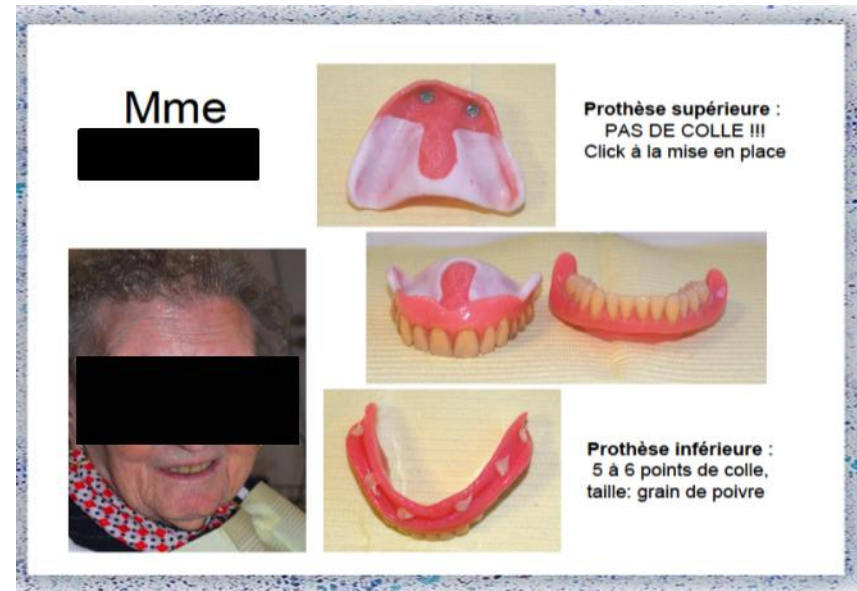 Mme
Prothèse supérieure :
PAS DE COLLE !!!
Click à la mise en place
Prothèse inférieure :
5 à 6 points de colle,
taille: grain de poivre